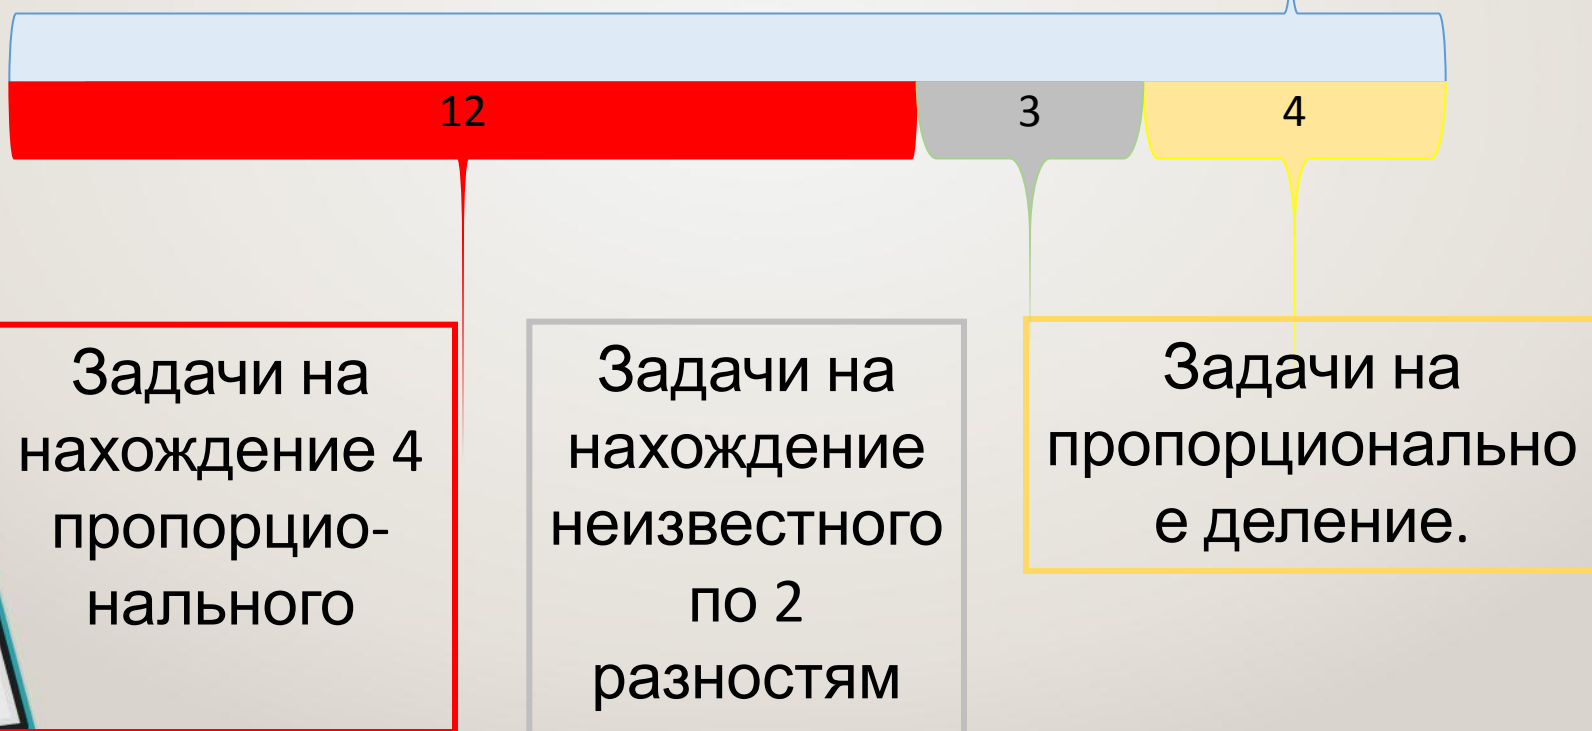 12
3
4
Задачи на
нахождение 4
пропорцио-
нального
Задачи на
нахождение
неизвестного
по 2
разностям
Задачи на
пропорционально
е деление.